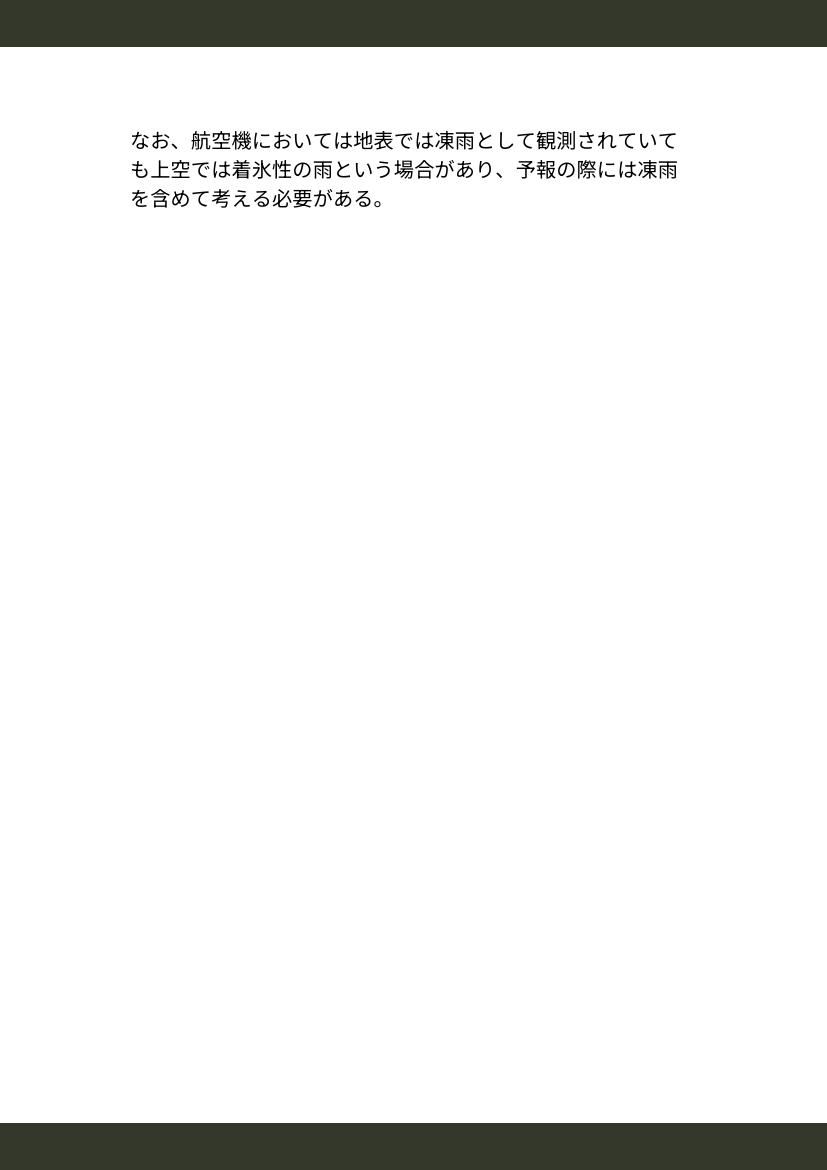 なお、航空機においては地表では凍雨として観測されていて
も上空では着氷性の雨という場合があり、予報の際には凍雨
を含めて考える必要がある。